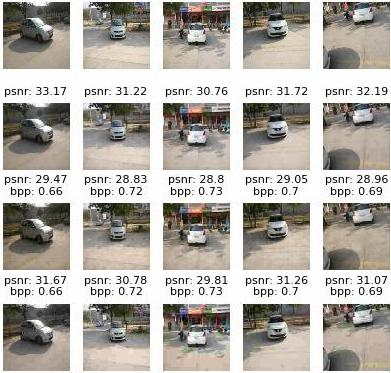 psnr: 33.17 psnr: 31.22 psnr: 30.76 psnr: 31.72 psnr: 32.19
psnr: 29.47 psnr: 28.83 psnr: 28.8 psnr: 29.05 psnr: 28.96
bpp: 0.66 bpp: 0.72 bpp: 0.73 bpp: 0.7 bpp: 0.69
psnr: 31.67 psnr: 30.78 psnr: 29.81 psnr: 31.26 psnr: 31.07
bpp: 0.66 bpp: 0.72 bpp: 0.73 bpp: 0.7 bpp: 0.69